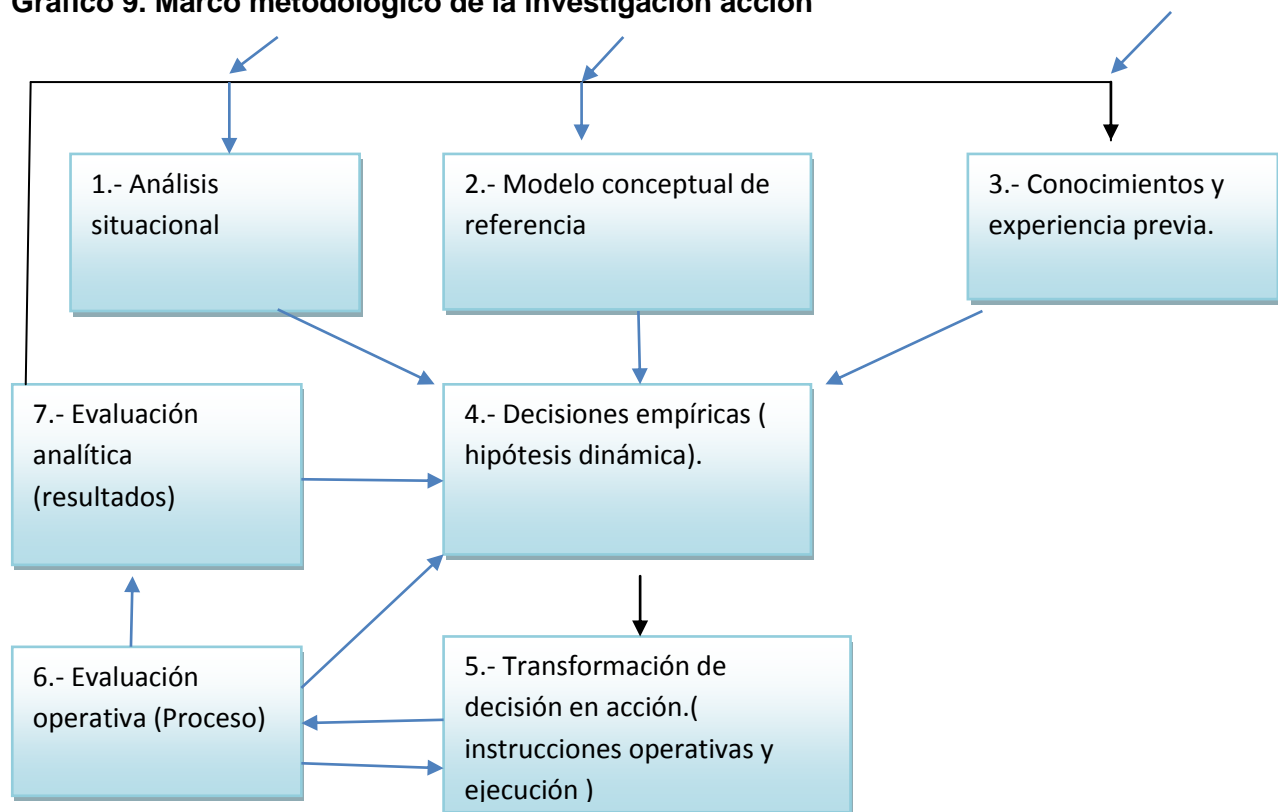 Gráfico 9. Marco metodológico de la investigación acción
1.- Análisis
situacional
2.- Modelo conceptual de
referencia
3.- Conocimientos y
experiencia previa.
7.- Evaluación
analítica
(resultados)
4.- Decisiones empíricas (
hipótesis dinámica).
6.- Evaluación
operativa (Proceso)
5.- Transformación de
decisión en acción.(
instrucciones operativas y
ejecución )